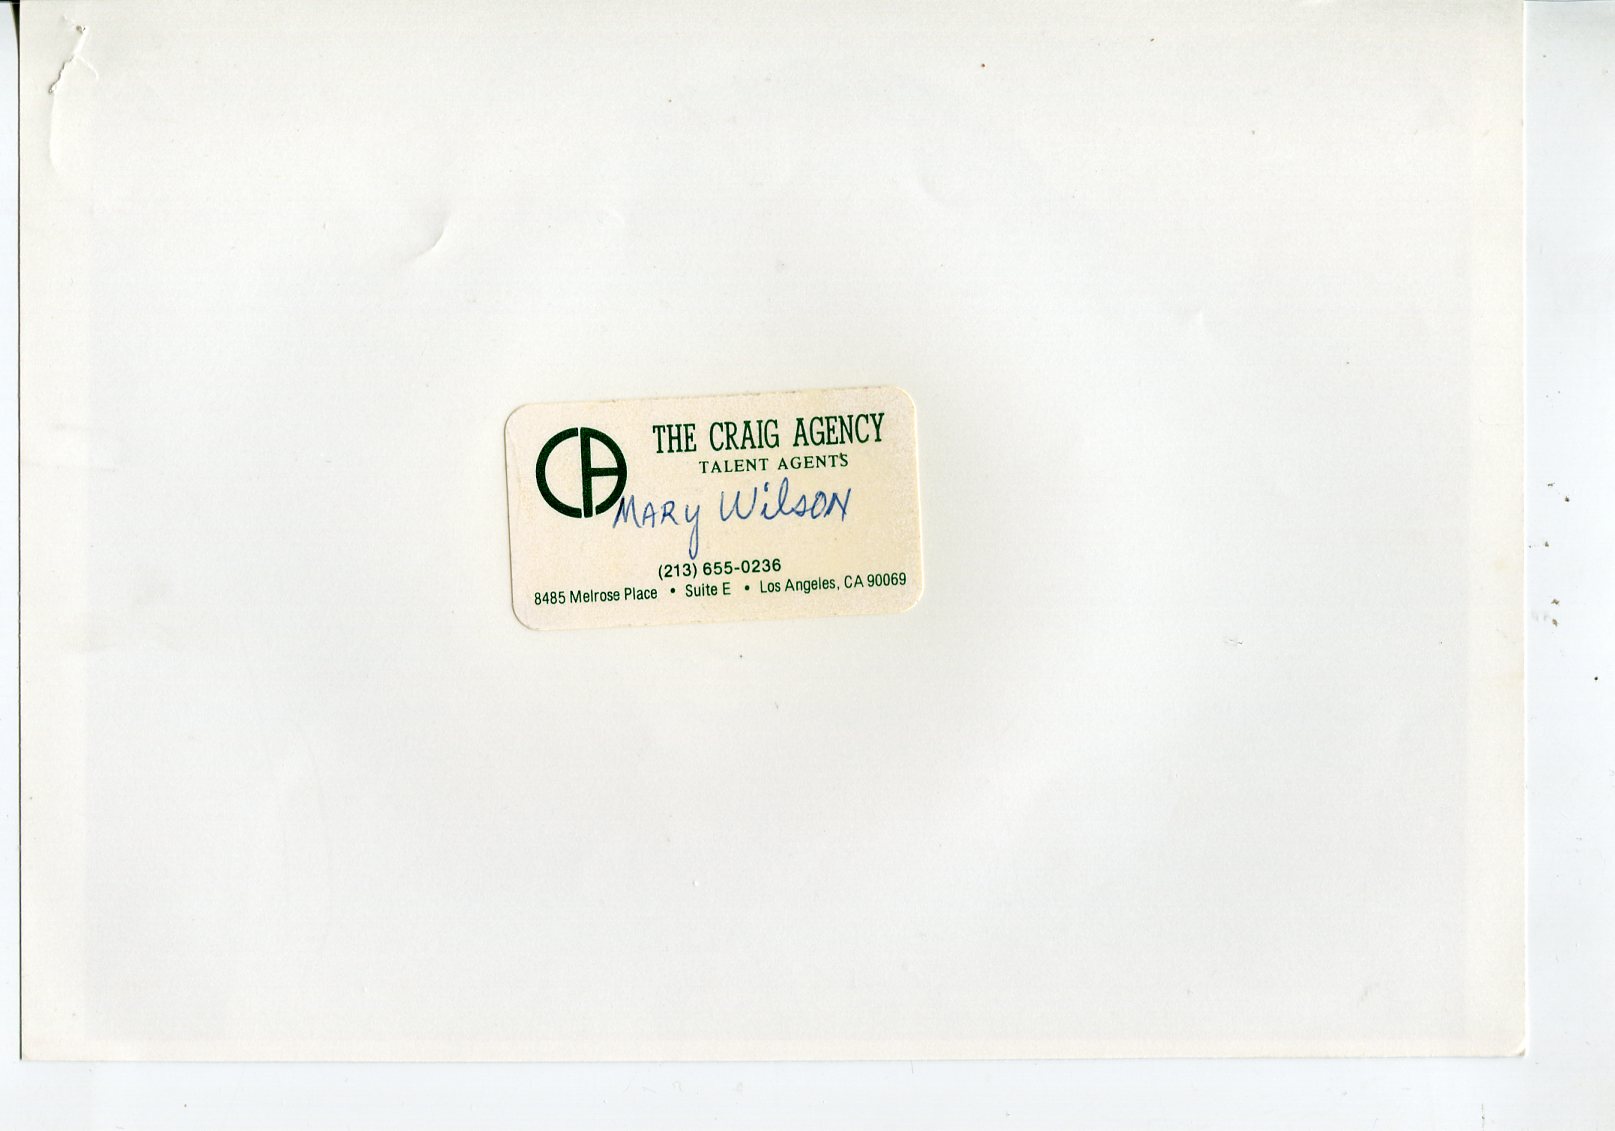 CA
THE CRAIG AGENCY
TALENT AGENTS
MARY WilsON
(213) 655-0236
8485 Melrose Place • Suite E • Los Angeles, CA 90069